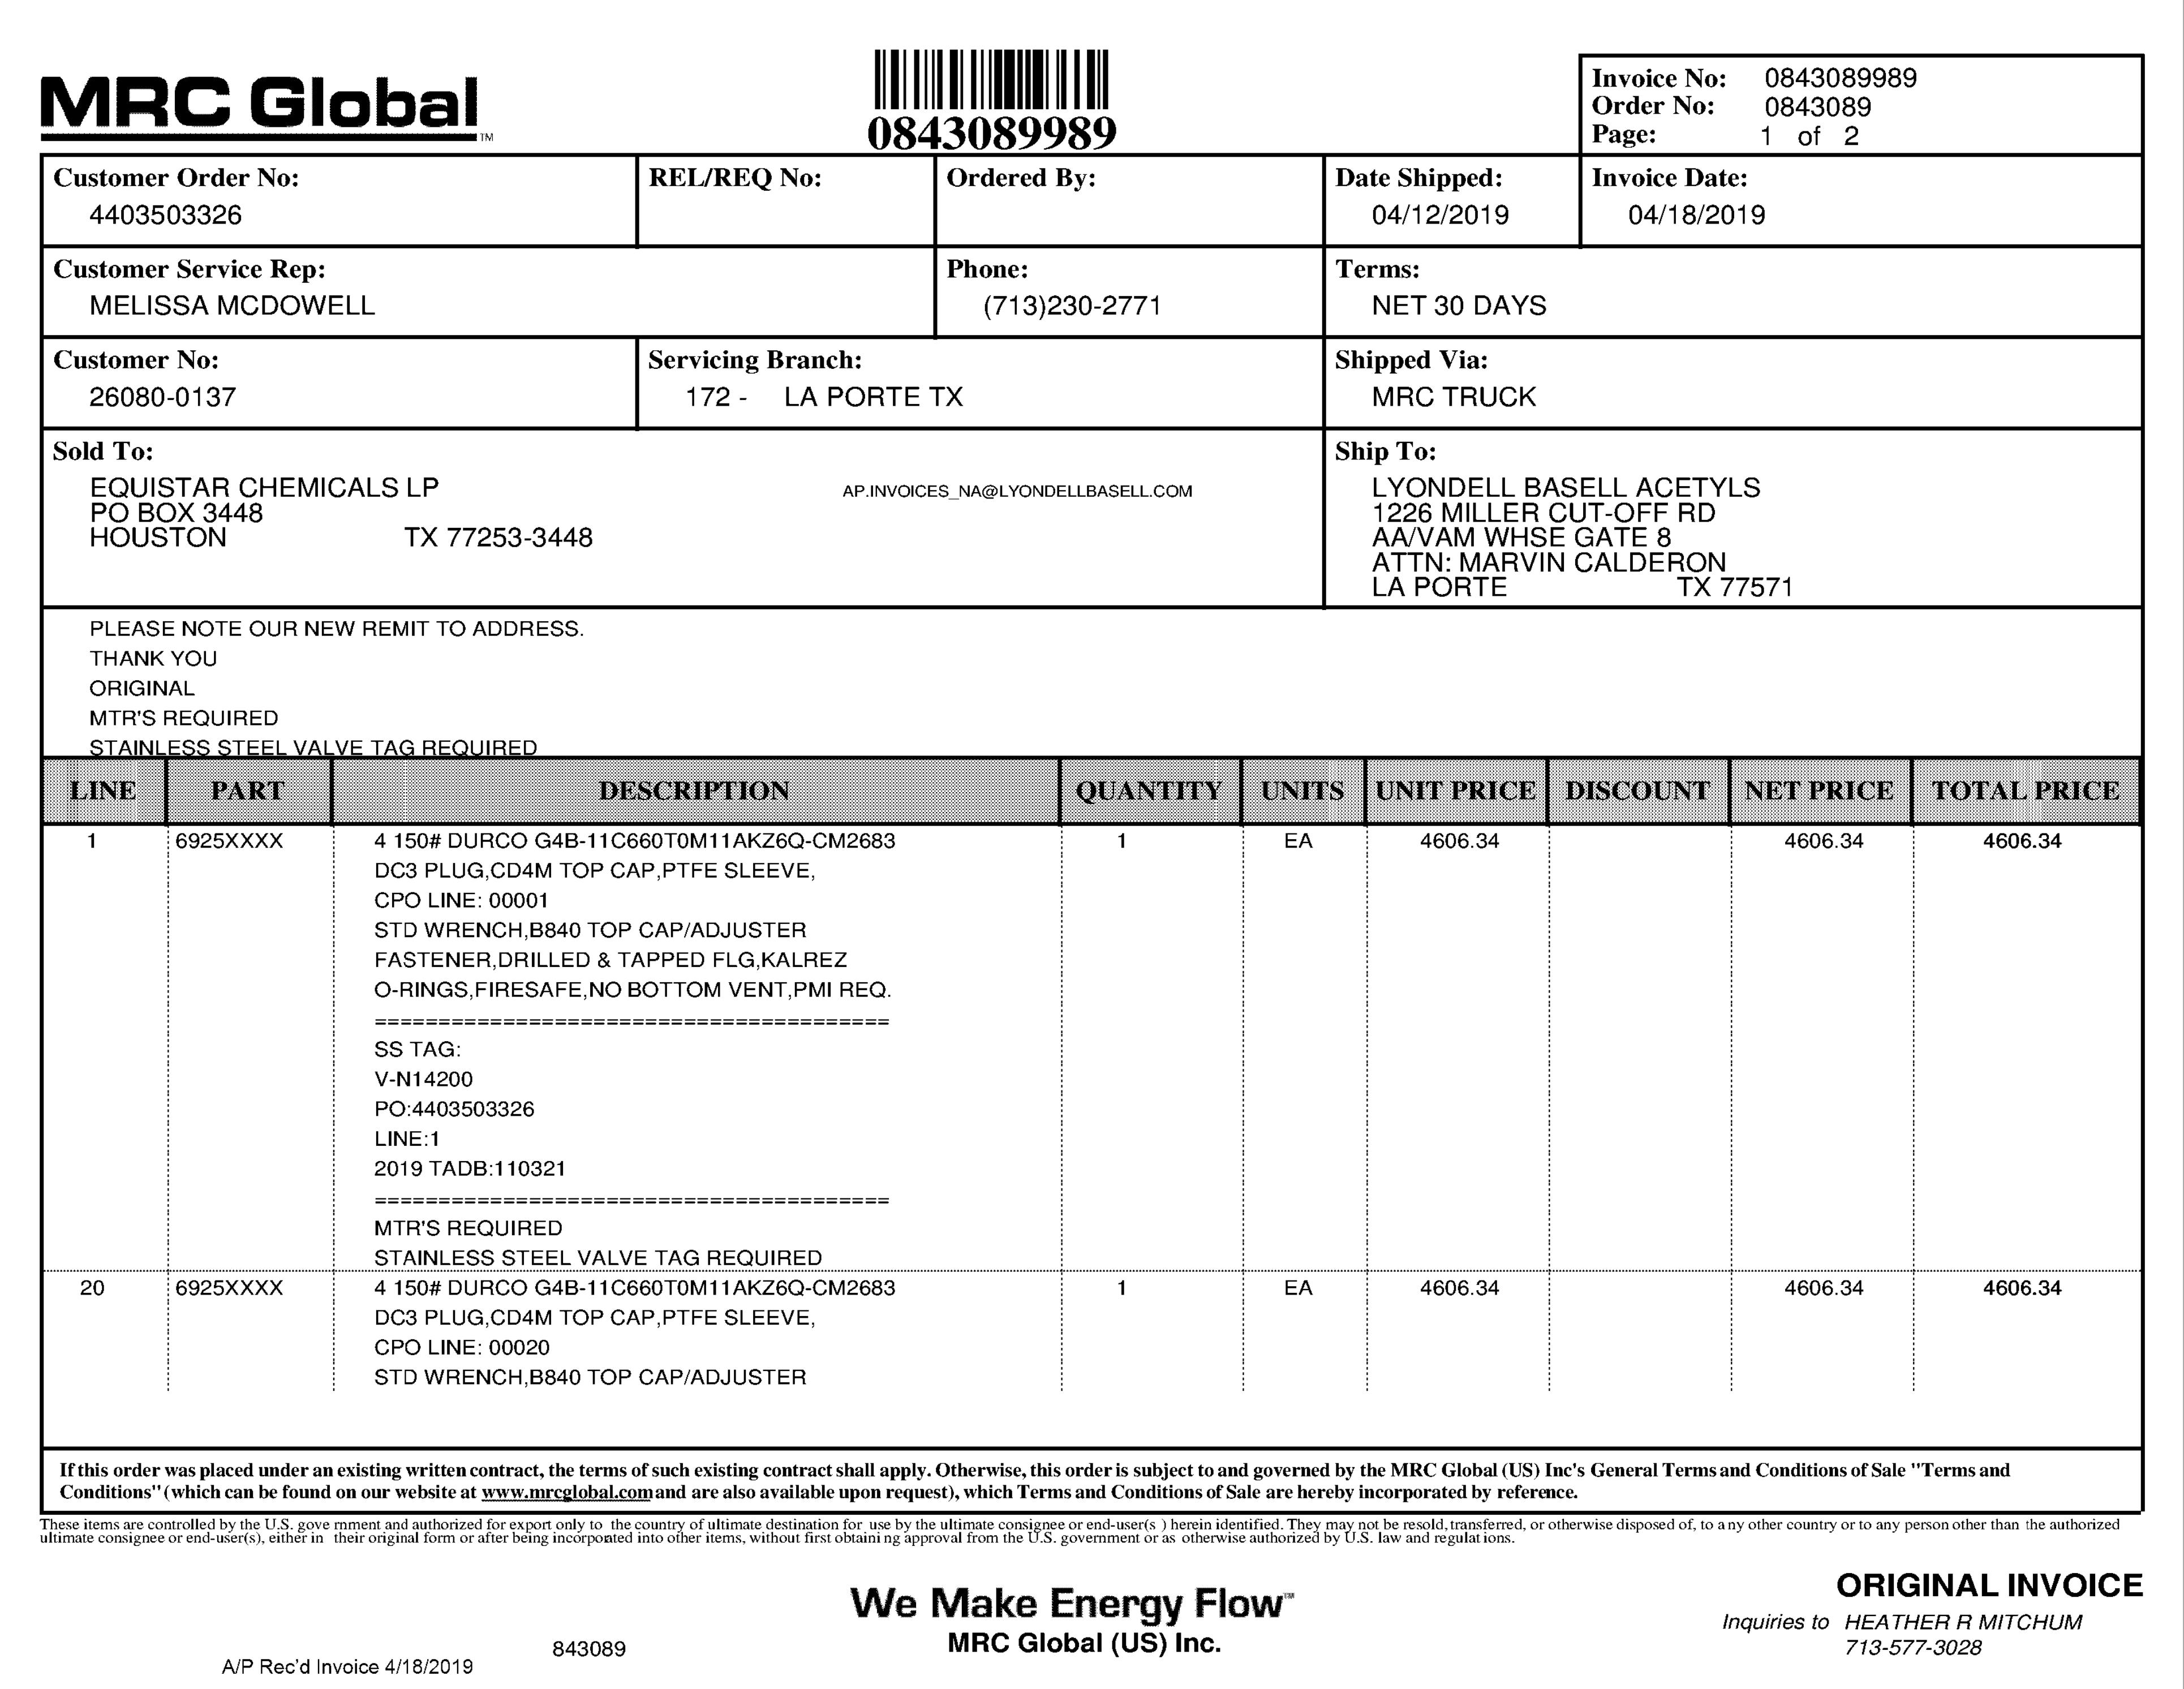 MRC Global™
0843089989
Invoice No: 0843089989
Order No: 0843089
Page: 1 of 2
Customer Order No:
4403503326
REL/REQ No:
Ordered By:
Date Shipped:
04/12/2019
Invoice Date:
04/18/2019
Customer Service Rep:
MELISSA MCDOWELL
Phone:
(713)230-2771
Terms:
NET 30 DAYS
Customer No:
26080-0137
Servicing Branch:
172 - LA PORTE TX
Shipped Via:
MRC TRUCK
Sold To:
EQUISTAR CHEMICALS LP
PO BOX 3448
HOUSTON TX 77253-3448
AP.INVOICES_NA@LYONDELLBASELL.COM
Ship To:
LYONDELL BASELL ACETYLS
1226 MILLER CUT-OFF RD
AA/VAM WHSE GATE 8
ATTN: MARVIN CALDERON
LA PORTE TX 77571
PLEASE NOTE OUR NEW REMIT TO ADDRESS.
THANK YOU
ORIGINAL
MTR'S REQUIRED
STAINLESS STEEL VALVE TAG REQUIRED
LINE PART DESCRIPTION QUANTITY UNITS UNIT PRICE DISCOUNT NET PRICE TOTAL PRICE
1 6925XXXX 4 150# DURCO G4B-11C660T0M11AKZ6Q-CM2683 1 EA 4606.34 4606.34 4606.34
DC3 PLUG,CD4M TOP CAP,PTFE SLEEVE,
CPO LINE: 00001
STD WRENCH,B840 TOP CAP/ADJUSTER
FASTENER,DRILLED & TAPPED FLG,KALREZ
O-RINGS,FIRESAFE,NO BOTTOM VENT,PMI REQ.
========================================
SS TAG:
V-N14200
PO:4403503326
LINE:1
2019 TADB:110321
========================================
MTR'S REQUIRED
STAINLESS STEEL VALVE TAG REQUIRED
20 6925XXXX 4 150# DURCO G4B-11C660T0M11AKZ6Q-CM2683 1 EA 4606.34 4606.34 4606.34
DC3 PLUG,CD4M TOP CAP,PTFE SLEEVE,
CPO LINE: 00020
STD WRENCH,B840 TOP CAP/ADJUSTER
If this order was placed under an existing written contract, the terms of such existing contract shall apply. Otherwise, this order is subject to and governed by the MRC Global (US) Inc's General Terms and Conditions of Sale "Terms and
Conditions" (which can be found on our website at www.mrcglobal.com and are also available upon request), which Terms and Conditions of Sale are hereby incorporated by reference.
These items are controlled by the U.S. government and authorized for export only to the country of ultimate destination for use by the ultimate consignee or end-user(s ) herein identified. They may not be resold, transferred, or otherwise disposed of, to any other country or to any person other than the authorized
ultimate consignee or end-user(s), either in their original form or after being incorporated into other items, without first obtaining approval from the U.S. government or as otherwise authorized by U.S. law and regulations.
We Make Energy Flow™
MRC Global (US) Inc.
ORIGINAL INVOICE
Inquiries to HEATHER R MITCHUM
713-577-3028
843089
A/P Rec'd Invoice 4/18/2019